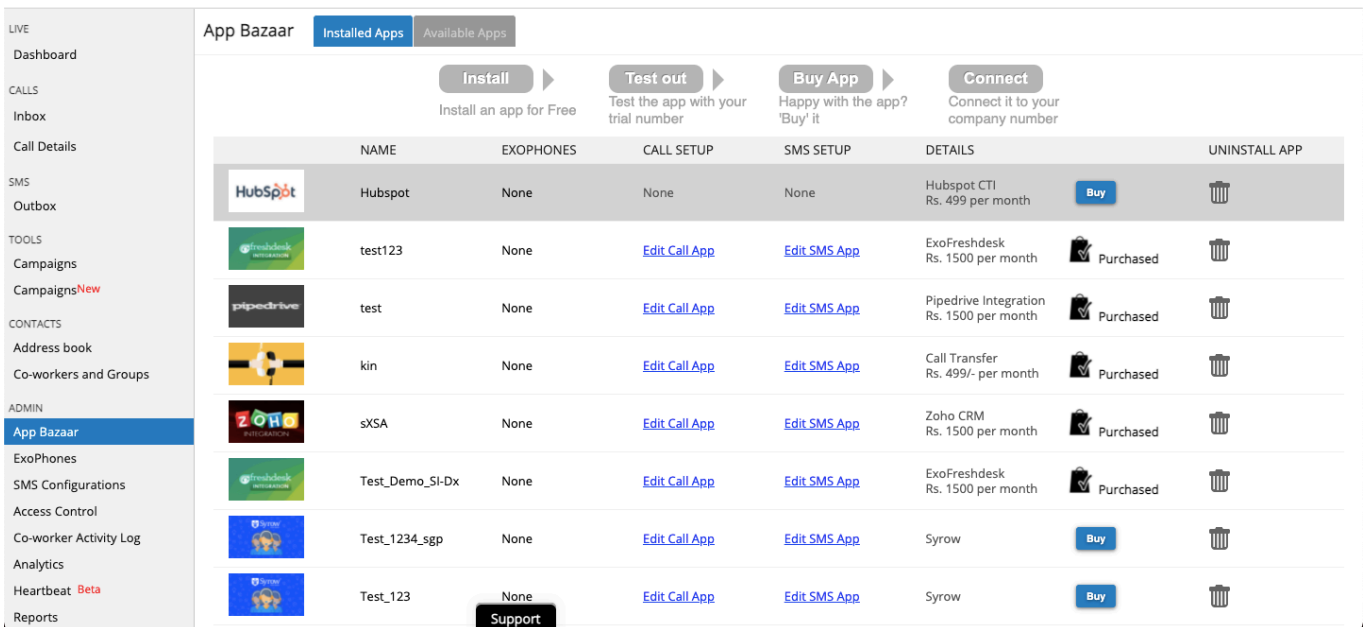 LIVE
Dashboard
CALLS
Inbox
Call Details
SMS
Outbox
TOOLS
Campaigns
CampaignsNew
CONTACTS
Address book
Co-workers and Groups
ADMIN
App Bazaar
ExoPhones
SMS Configurations
Access Control
Co-worker Activity Log
Analytics
Heartbeat Beta
Reports
App Bazaar Installed Apps Available Apps
Install
Install an app for Free
Test out
Test the app with your
trial number
Buy App
Happy with the app?
'Buy' it
Connect
Connect it to your
company number
NAME EXOPHONES CALL SETUP SMS SETUP DETAILS UNINSTALL APP
HubSpot Hubspot None None None Hubspot CTI
Rs. 499 per month Buy
freshdesk
INTEGRATION
test123 None Edit Call App Edit SMS App ExoFreshdesk
Rs. 1500 per month Purchased
pipedrive test None Edit Call App Edit SMS App Pipedrive Integration
Rs. 1500 per month Purchased
kin None Edit Call App Edit SMS App Call Transfer
Rs. 499/- per month Purchased
ZOHO
INTEGRATION
sXSA None Edit Call App Edit SMS App Zoho CRM
Rs. 1500 per month Purchased
freshdesk
INTEGRATION
Test_Demo_SI-Dx None Edit Call App Edit SMS App ExoFreshdesk
Rs. 1500 per month Purchased
Syrow
Test_1234_sgp None Edit Call App Edit SMS App Syrow Buy
Syrow
Test_123 None Edit Call App Edit SMS App Syrow Buy
Support